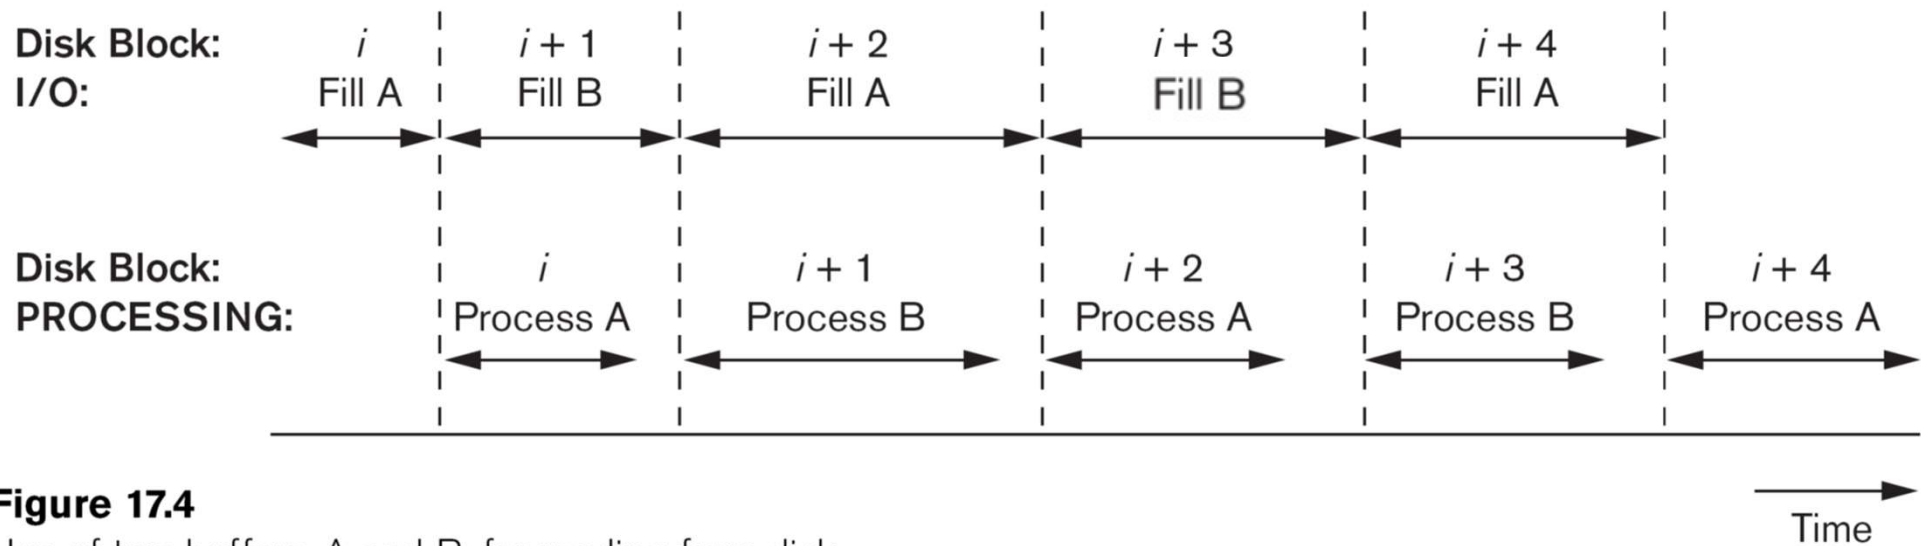 Disk Block: i i + 1 i + 2 i + 3 i + 4
I/O: Fill A Fill B Fill A Fill B Fill A
Disk Block: i i + 1 i + 2 i + 3 i + 4
PROCESSING: Process A Process B Process A Process B Process A
Figure 17.4
Time